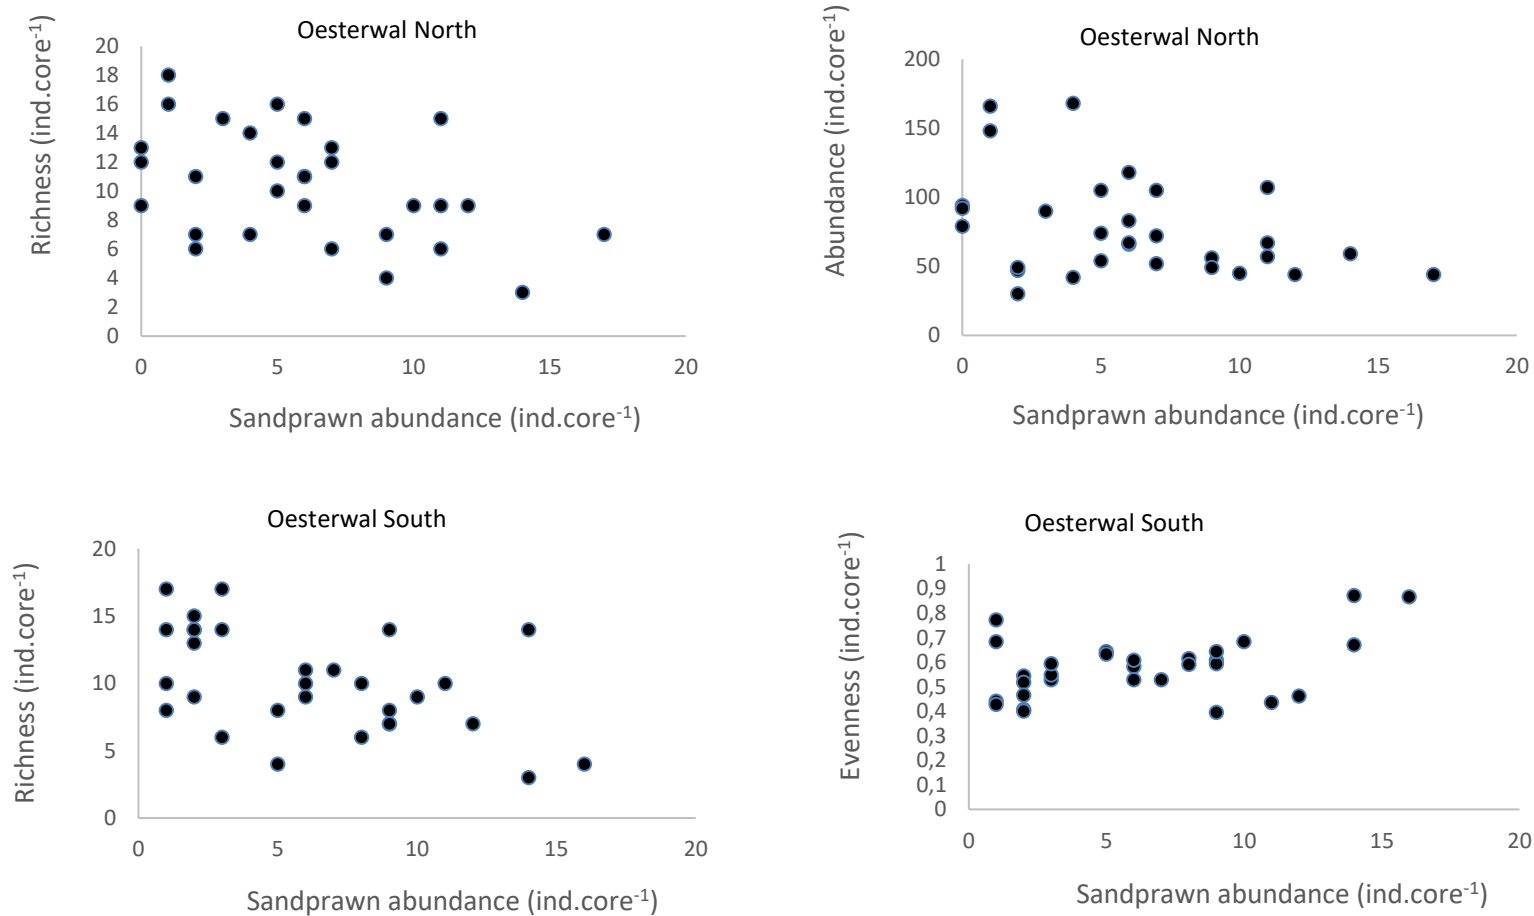 Oesterwal North
Richness (ind.core⁻¹)
20
18
16
14
12
10
8
6
4
2
0
0 5 10 15 20
Sandprawn abundance (ind.core⁻¹)
Oesterwal North
Abundance (ind.core⁻¹)
200
150
100
50
0
0 5 10 15 20
Sandprawn abundance (ind.core⁻¹)
Oesterwal South
Richness (ind.core⁻¹)
20
15
10
5
0
0 5 10 15 20
Sandprawn abundance (ind.core⁻¹)
Oesterwal South
Evenness (ind.core⁻¹)
1
0,9
0,8
0,7
0,6
0,5
0,4
0,3
0,2
0,1
0
0 5 10 15 20
Sandprawn abundance (ind.core⁻¹)